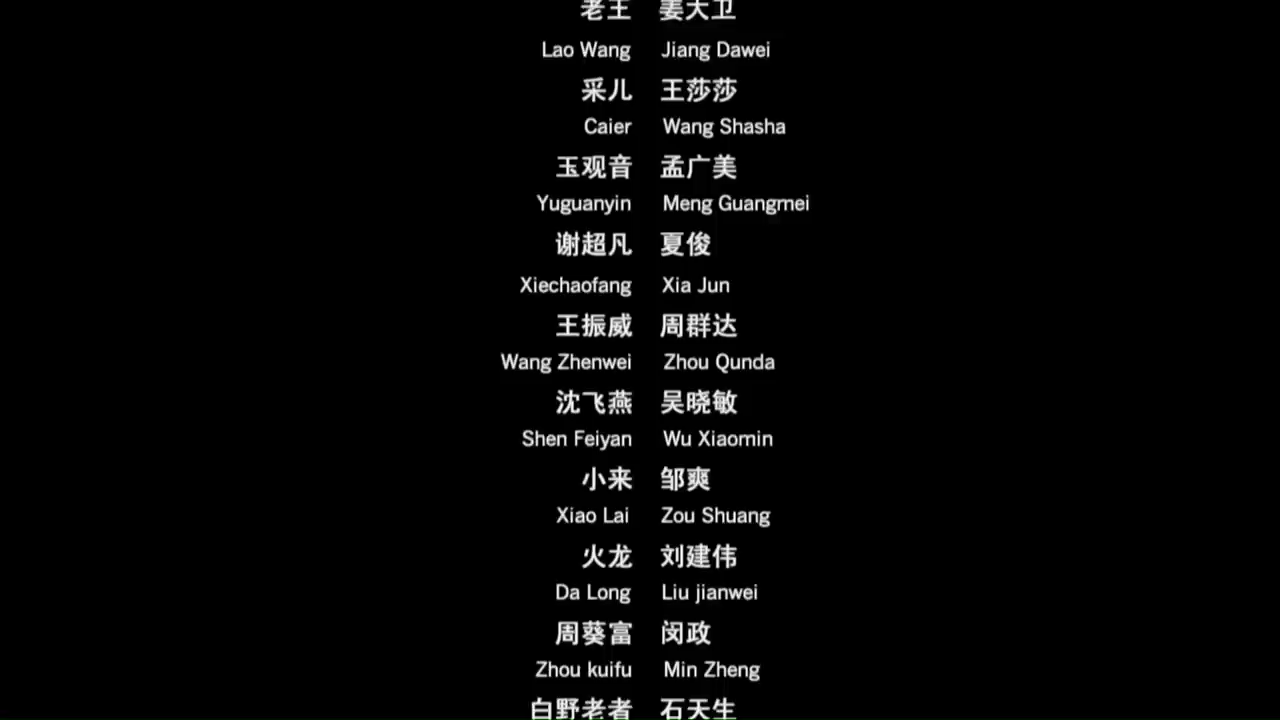 老王 姜大卫
Lao Wang Jiang Dawei
采儿 王莎莎
Caier Wang Shasha
玉观音 孟广美
Yuguanyin Meng Guangmei
谢超凡 夏俊
Xiechaofang Xia Jun
王振威 周群达
Wang Zhenwei Zhou Qunda
沈飞燕 吴晓敏
Shen Feiyan Wu Xiaomin
小来 邹爽
Xiao Lai Zou Shuang
火龙 刘建伟
Da Long Liu jianwei
周葵富 闵政
Zhou kuifu Min Zheng
白野老者 石天生